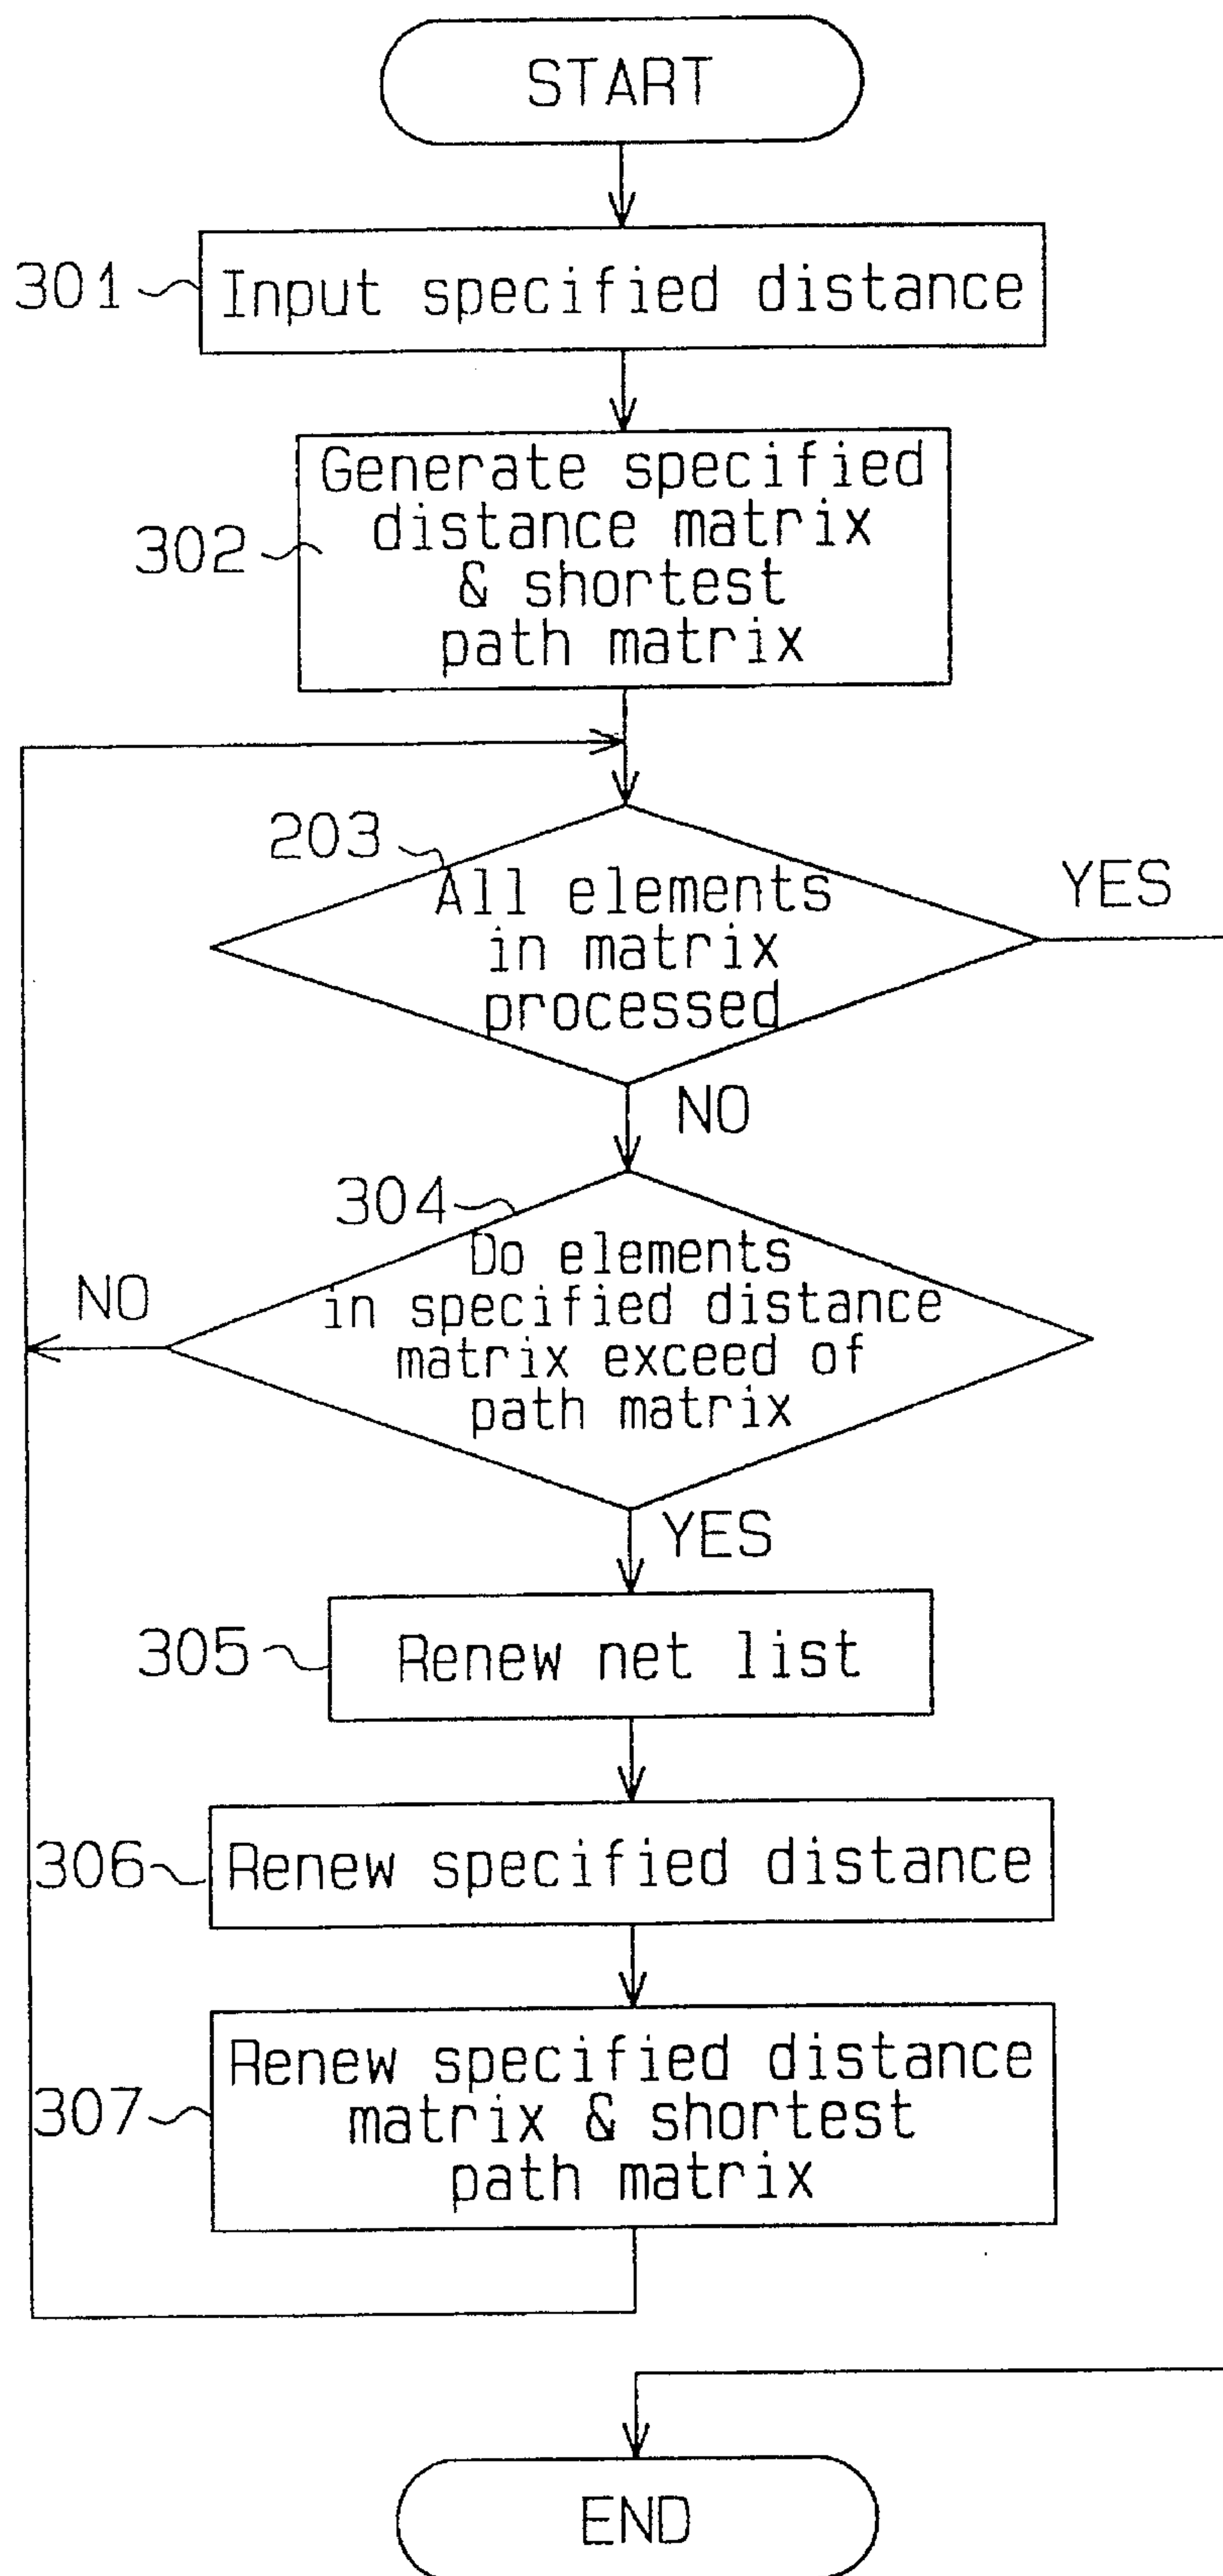 START
301
Input specified distance
302
Generate specified
distance matrix
& shortest
path matrix
203
All elements
in matrix
processed
YES
NO
304
Do elements
in specified distance
matrix exceed of
path matrix
NO
YES
305
Renew net list
306
Renew specified distance
307
Renew specified distance
matrix & shortest
path matrix
END